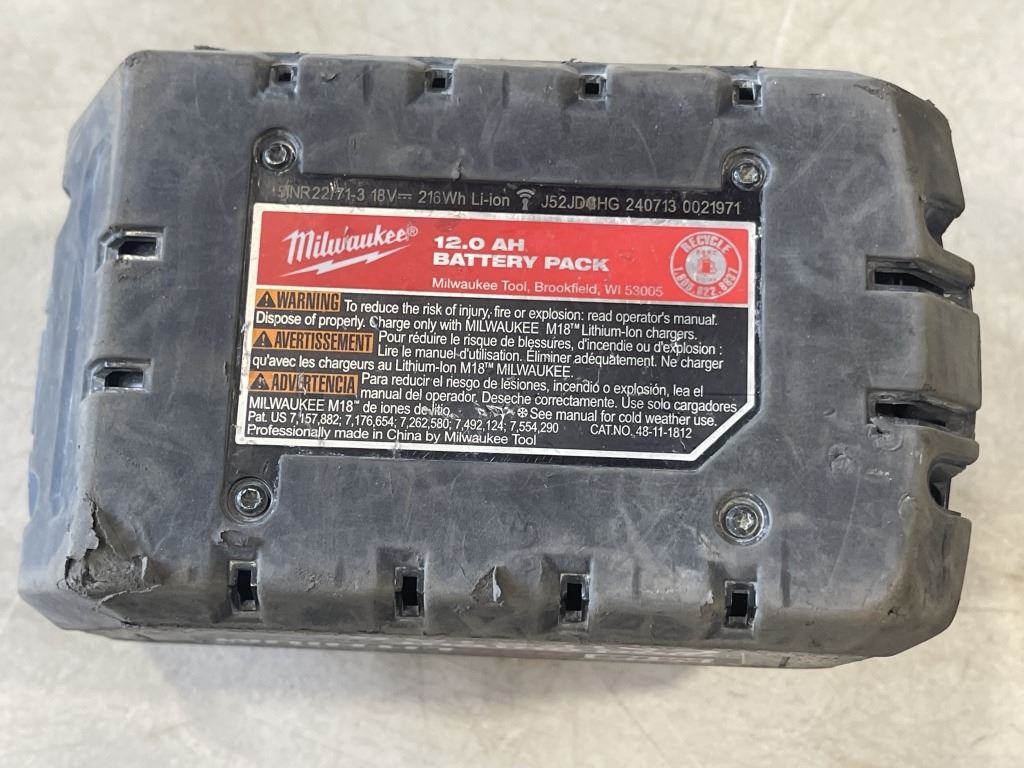 18V⎓ 216Wh Li-ion J52JD4HG 240713 0021971
Milwaukee®
12.0 AH
BATTERY PACK
Milwaukee Tool, Brookfield, WI 53005
RECYCLE
1.800.822.8837
WARNING To reduce the risk of injury, fire or explosion: read operator's manual.
Dispose of properly. Charge only with MILWAUKEE M18™ Lithium-Ion chargers.
AVERTISSEMENT Pour réduire le risque de blessures, d'incendie ou d'explosion :
Lire le manuel d'utilisation. Éliminer adéquatement. Ne charger
qu'avec les chargeurs au Lithium-Ion M18™ MILWAUKEE.
ADVERTENCIA Para reducir el riesgo de lesiones, incendio o explosión, lea el
manual del operador. Deseche correctamente. Use solo cargadores
MILWAUKEE M18™ de iones de litio. ❄ See manual for cold weather use.
Pat. US 7,157,882; 7,176,654; 7,262,580; 7,492,124; 7,554,290 CAT.NO. 48-11-1812
Professionally made in China by Milwaukee Tool